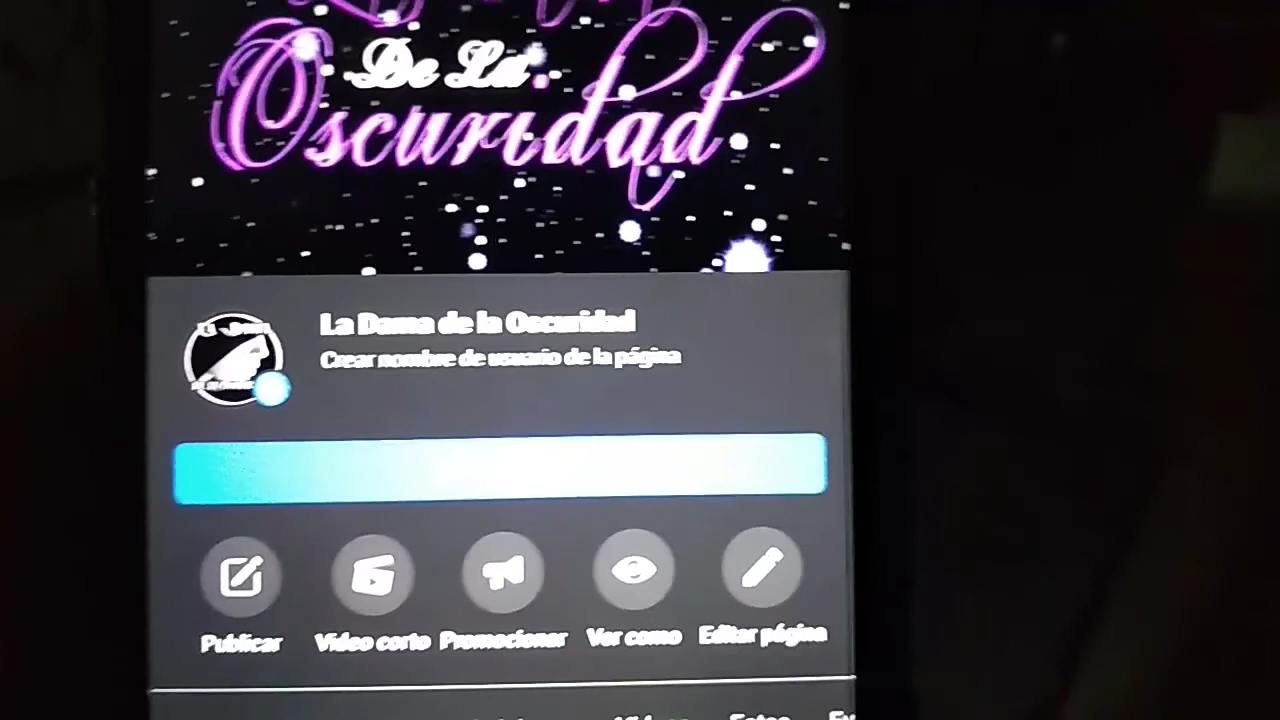 De La
Oscuridad
La Dama de la Oscuridad
Crear nombre de usuario de la página
Publicar
Video corto
Promocionar
Ver como
Editar página
Fotos